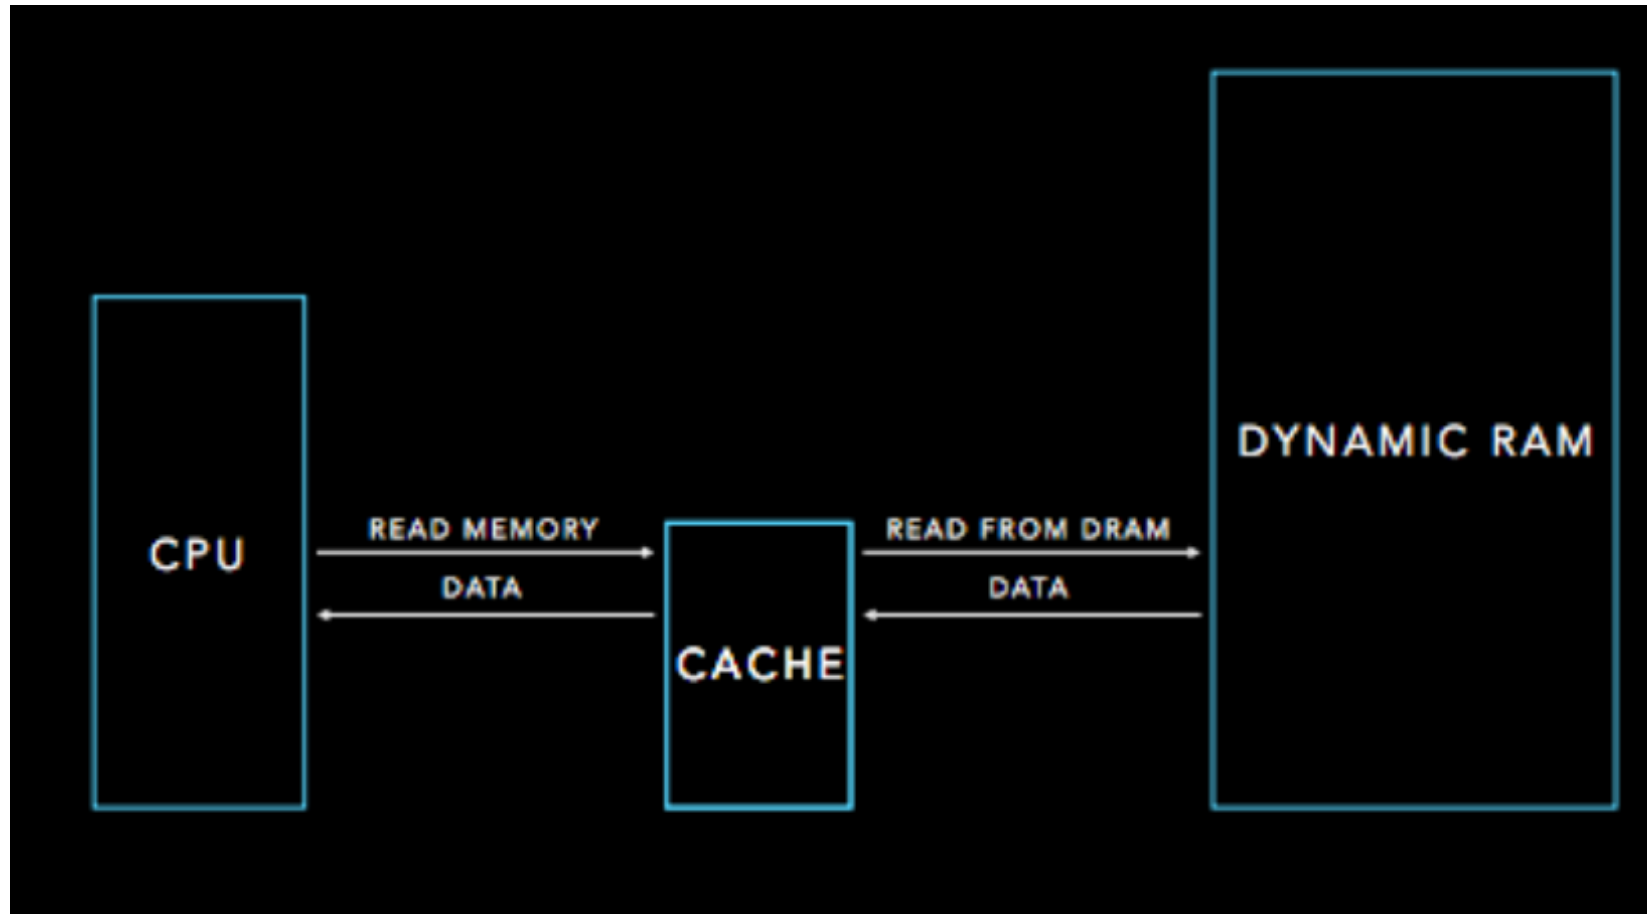 CPU
READ MEMORY
DATA
CACHE
READ FROM DRAM
DATA
DYNAMIC RAM